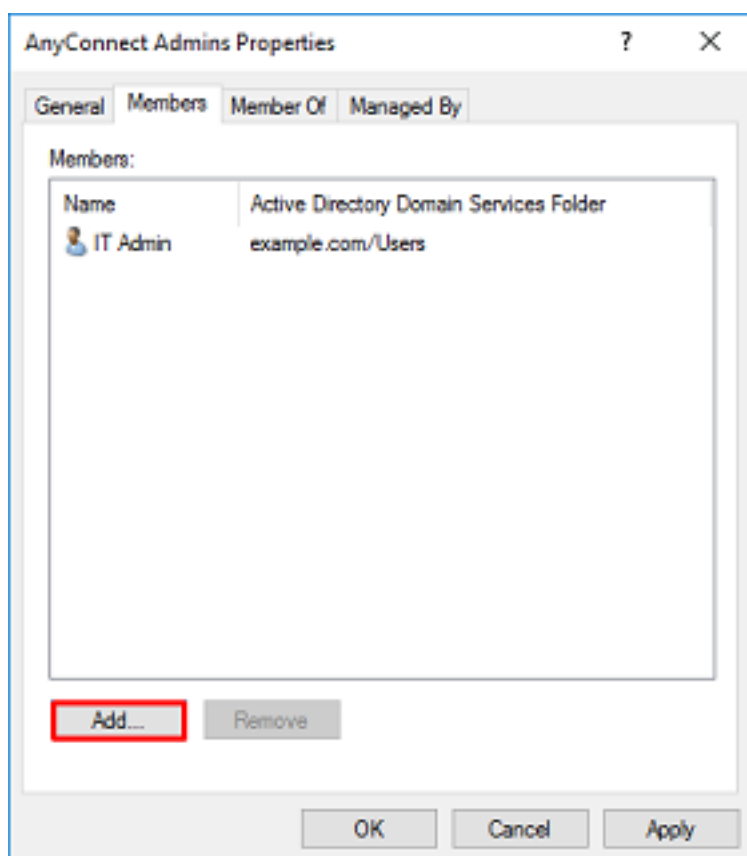 AnyConnect Admins Properties ? ×
General Members Member Of Managed By
Members:
Name Active Directory Domain Services Folder
IT Admin example.com/Users
Add... Remove
OK Cancel Apply